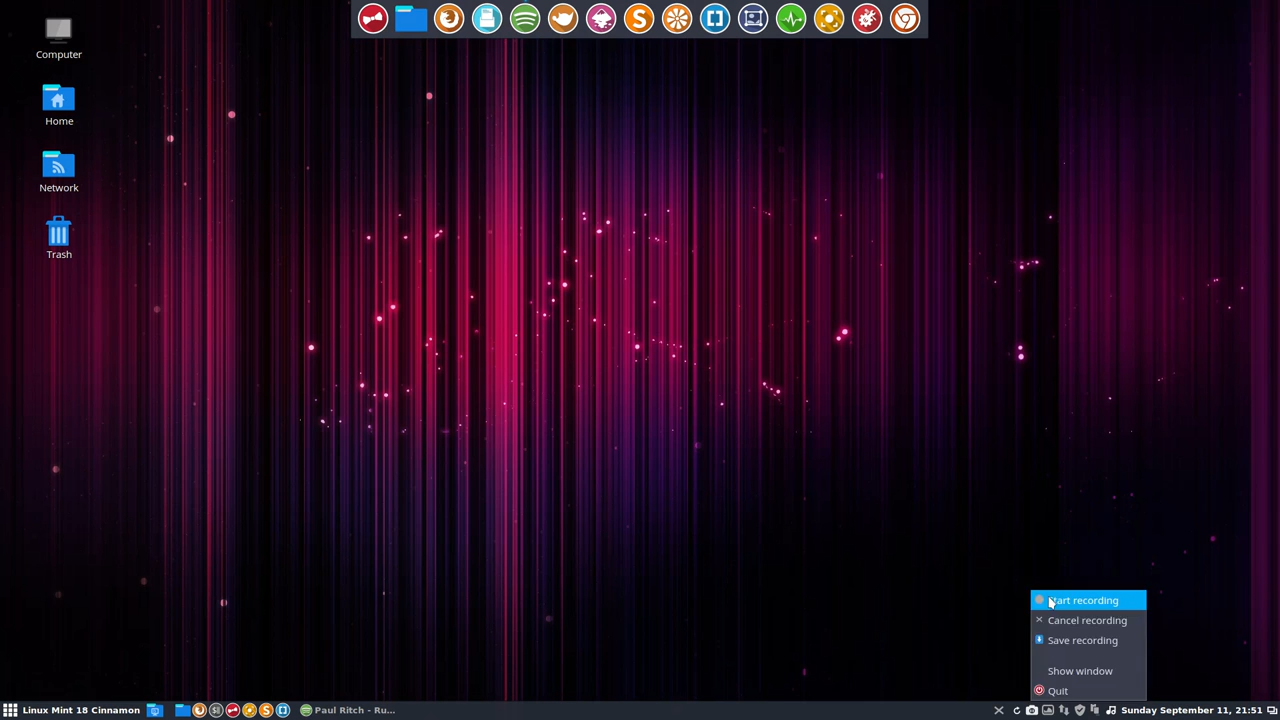 Computer
Home
Network
Trash
Start recording
Cancel recording
Save recording
Show window
Quit
Linux Mint 18 Cinnamon
Paul Ritch - Ru...
Sunday September 11, 21:51